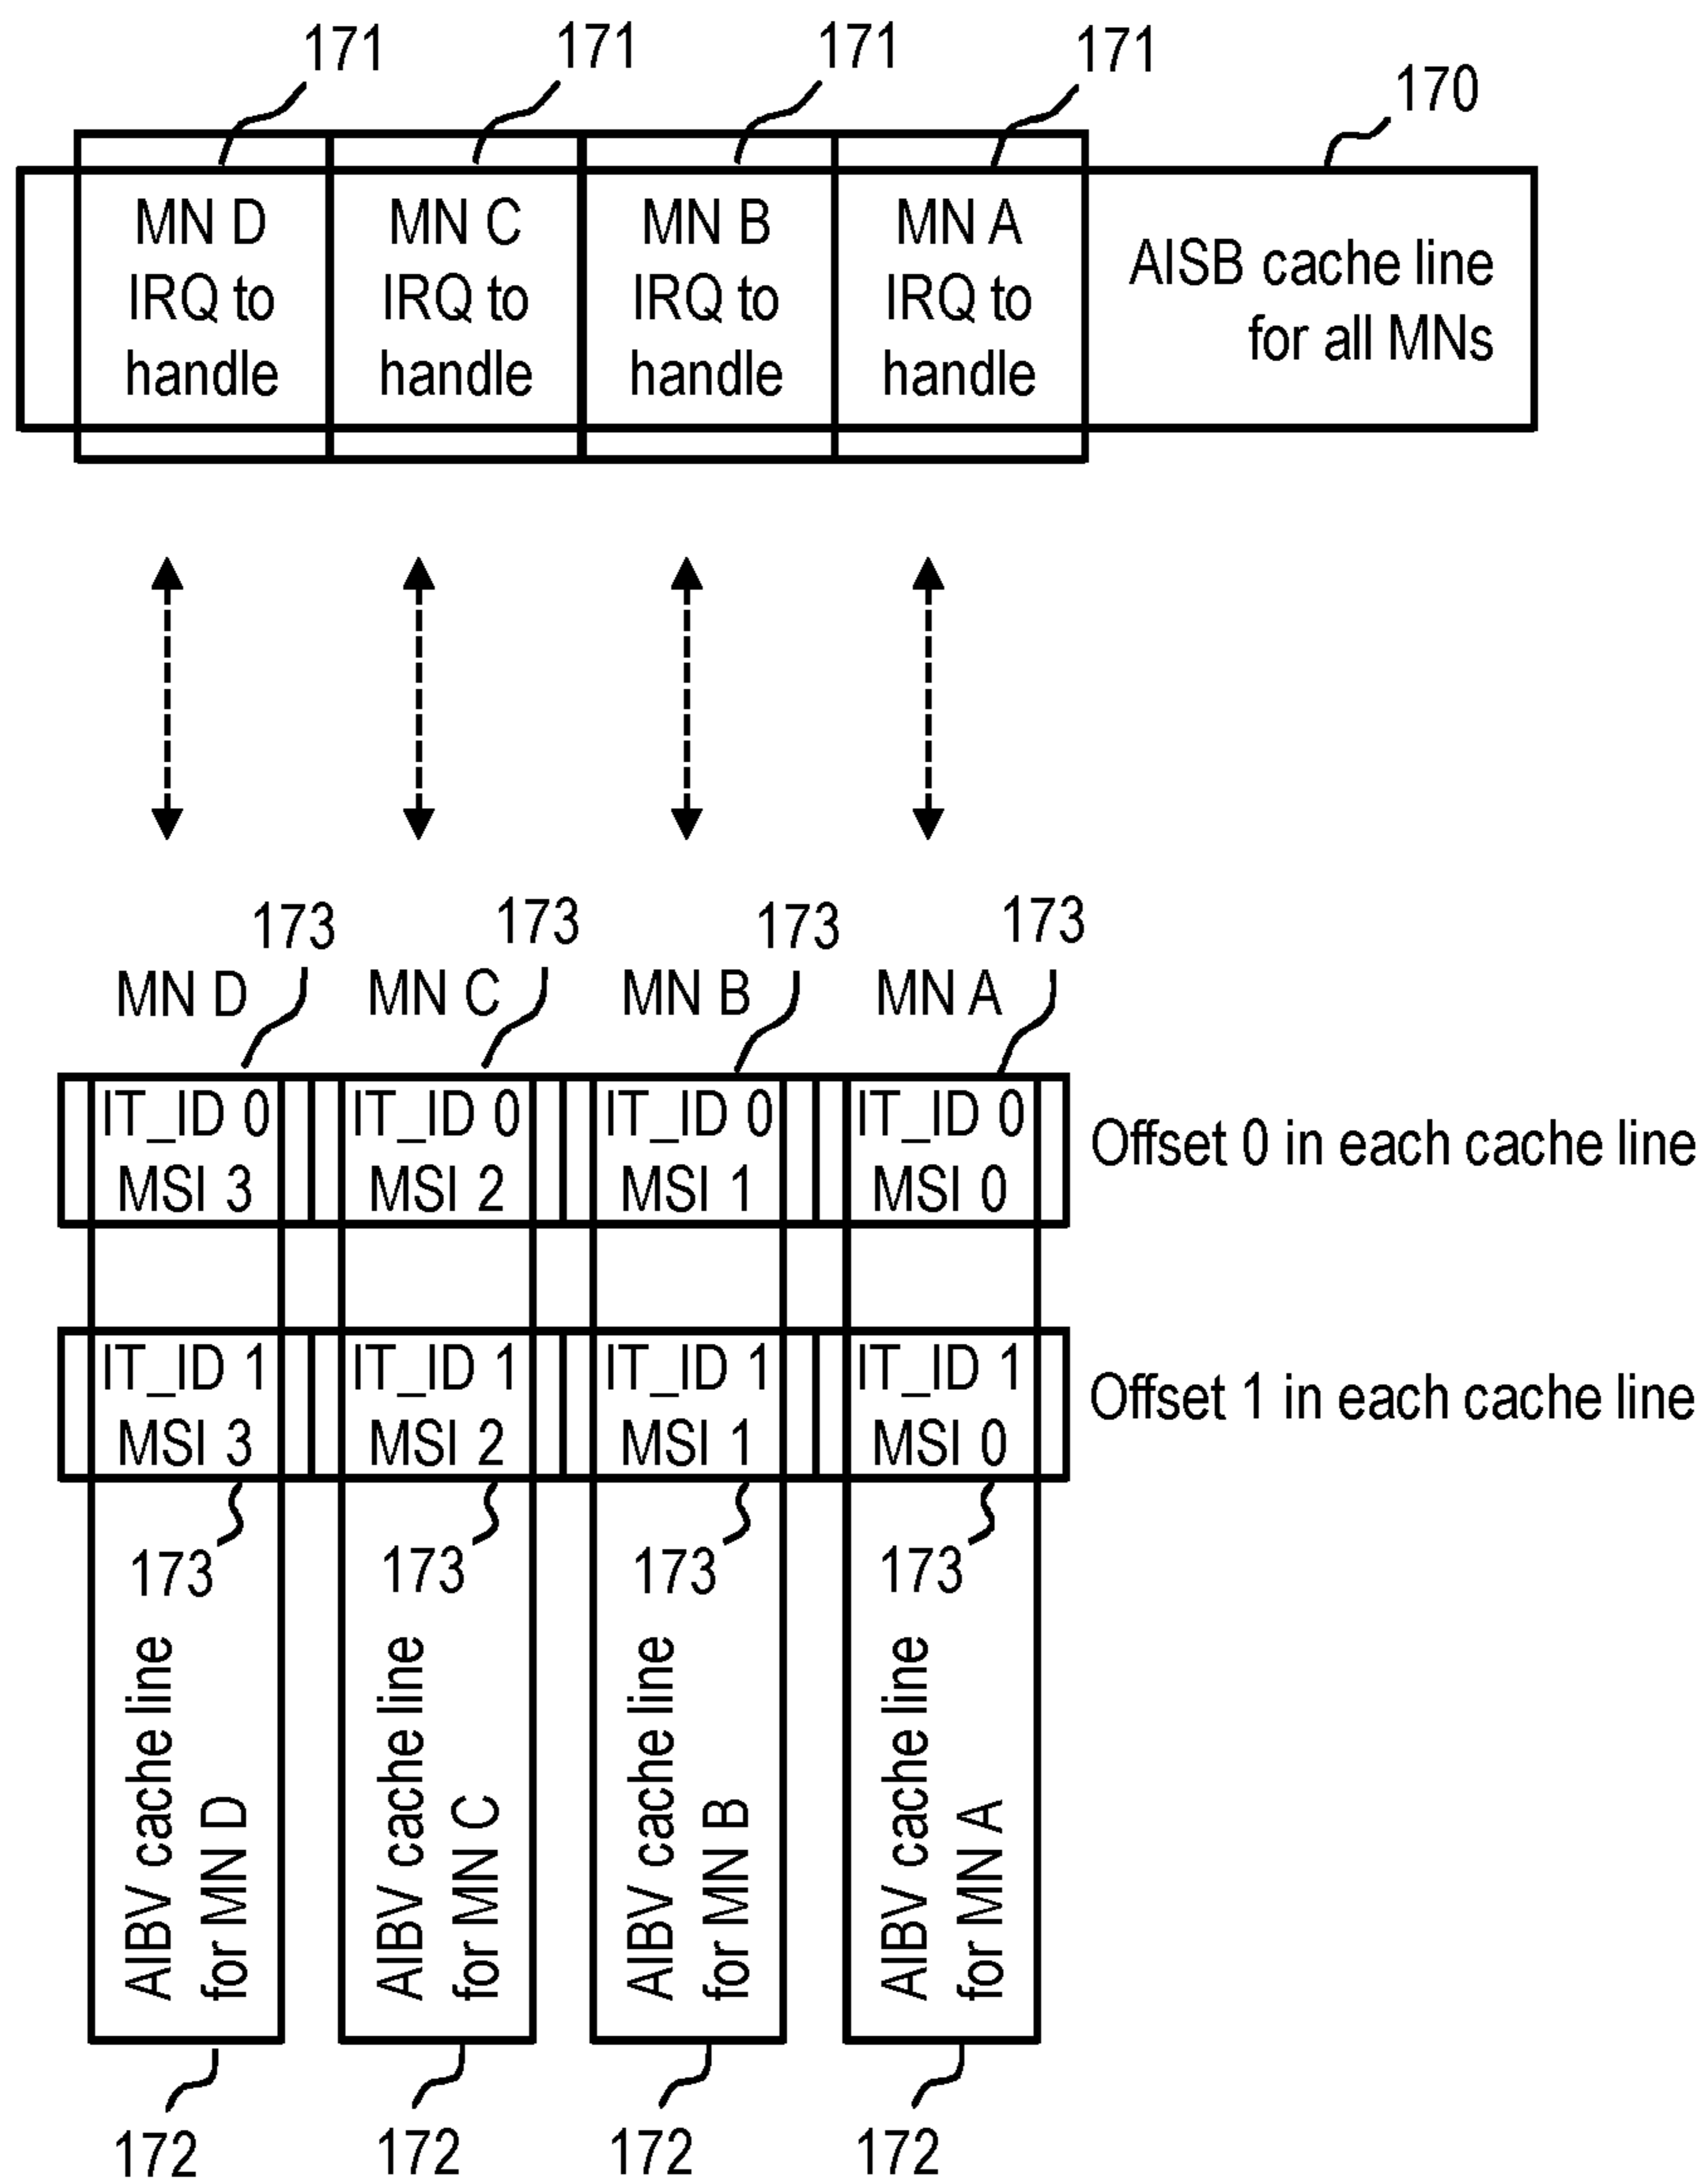 171 171 171 171
170
MN D MN C MN B MN A
IRQ to IRQ to IRQ to IRQ to
handle handle handle handle
AISB cache line
for all MNs
173 173 173 173
MN D MN C MN B MN A
IT_ID 0 IT_ID 0 IT_ID 0 IT_ID 0
MSI 3 MSI 2 MSI 1 MSI 0
Offset 0 in each cache line
IT_ID 1 IT_ID 1 IT_ID 1 IT_ID 1
MSI 3 MSI 2 MSI 1 MSI 0
Offset 1 in each cache line
173 173 173 173
AIBV cache line
for MN D
AIBV cache line
for MN C
AIBV cache line
for MN B
AIBV cache line
for MN A
172 172 172 172